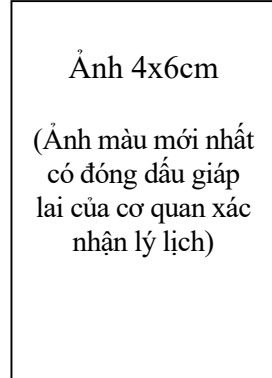 Ảnh 4x6cm
(Ảnh màu mới nhất
có đóng dấu giáp
lai của cơ quan xác
nhận lý lịch)